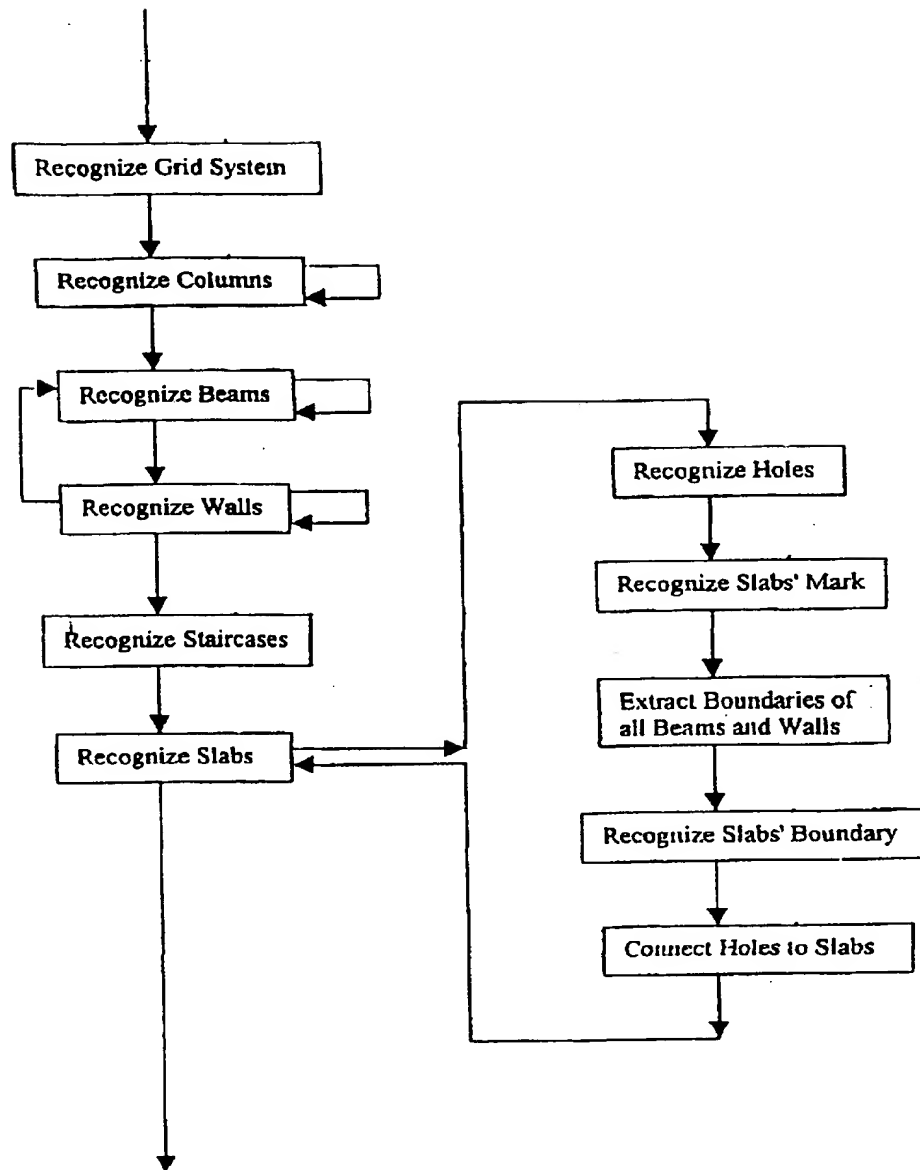 Recognize Grid System
Recognize Columns
Recognize Beams
Recognize Walls
Recognize Staircases
Recognize Slabs
Recognize Holes
Recognize Slabs' Mark
Extract Boundaries of
all Beams and Walls
Recognize Slabs' Boundary
Connect Holes to Slabs